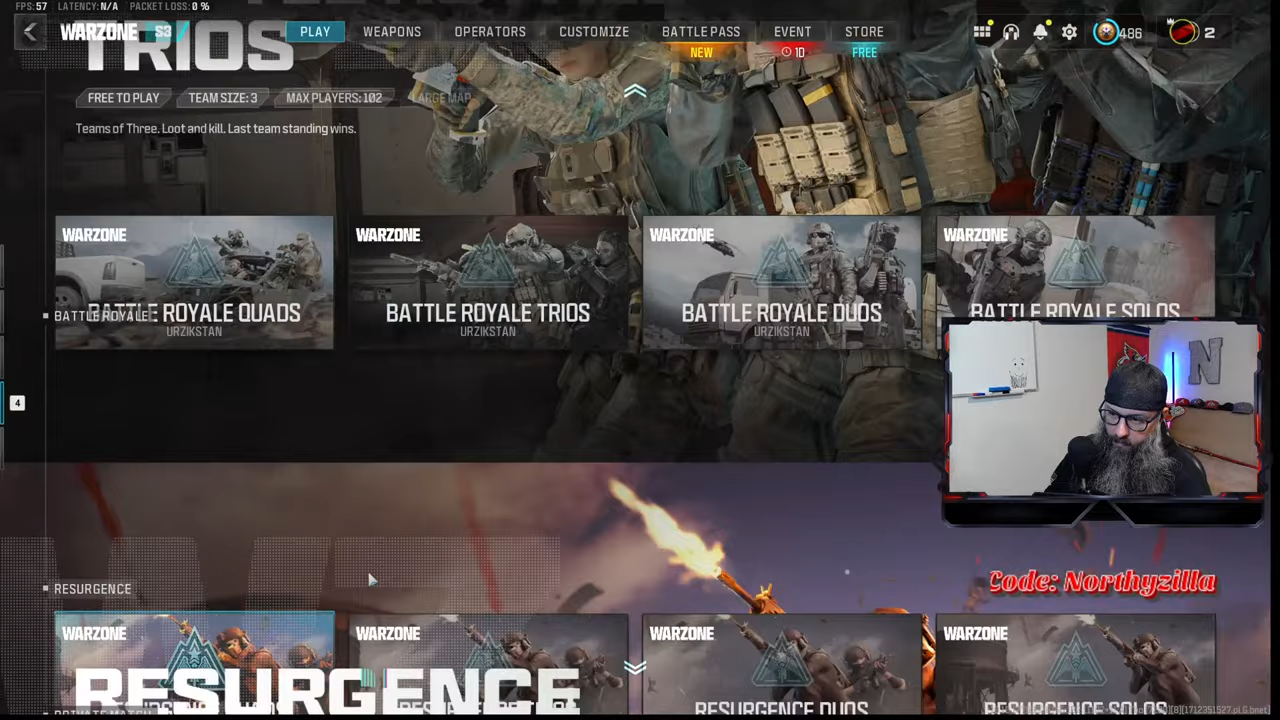 FPS: 57 LATENCY: N/A PACKET LOSS: 0 %
WARZONE S3
PLAY WEAPONS OPERATORS CUSTOMIZE BATTLE PASS EVENT STORE
486 2
NEW 1D FREE
TRIOS
FREE TO PLAY TEAM SIZE: 3 MAX PLAYERS: 102 LARGE MAP
Teams of Three. Loot and kill. Last team standing wins.
WARZONE WARZONE WARZONE WARZONE
BATTLE ROYALE QUADS BATTLE ROYALE TRIOS BATTLE ROYALE DUOS BATTLE ROYALE SOLOS
BATTLE ROYALE
URZIKSTAN URZIKSTAN
4
N
Code: Northyzilla
RESURGENCE
WARZONE WARZONE WARZONE WARZONE
RESURGENCE
RESURGENCE DUOS RESURGENCE SOLOS
PRIVATE MATCH